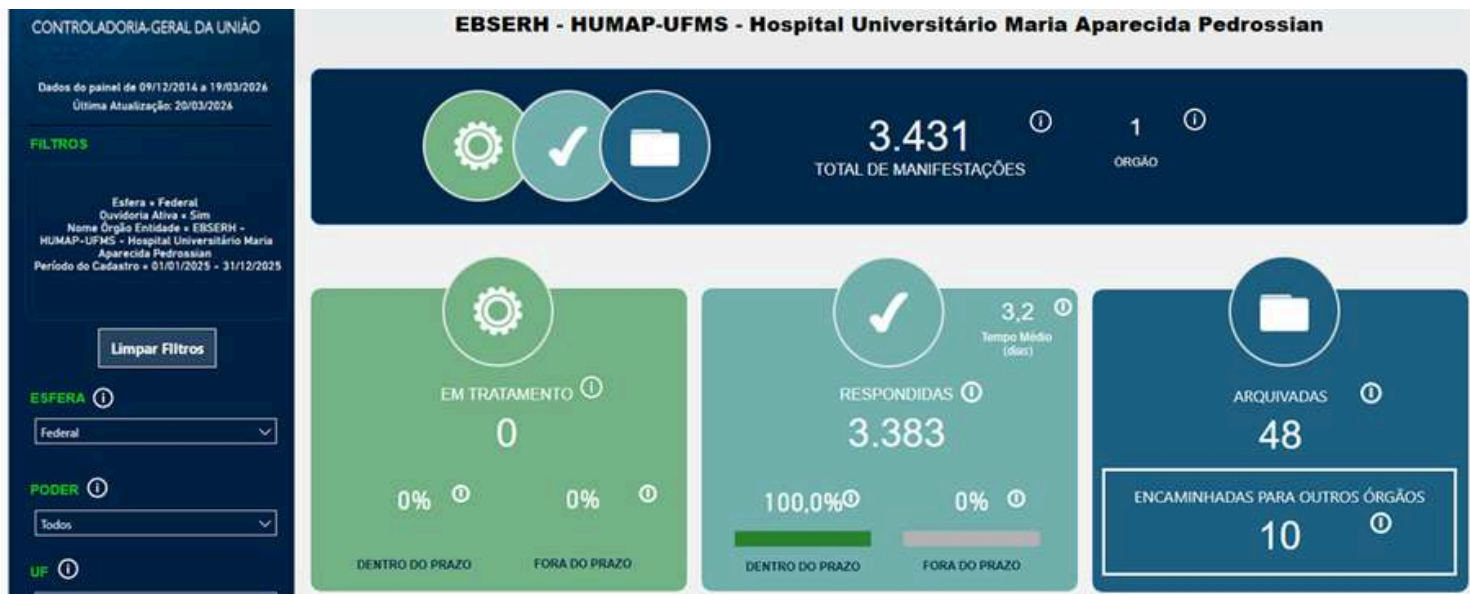 CONTROLADORIA-GERAL DA UNIÃO
Dados do painel de 09/12/2014 a 19/03/2026
Última Atualização: 20/03/2026
FILTROS
Esfera = Federal
Ouvidoria Ativa = Sim
Nome Órgão Entidade = EBSERH -
HUMAP-UFMS - Hospital Universitário Maria
Aparecida Pedrossian
Período do Cadastro = 01/01/2025 - 31/12/2025
Limpar Filtros
ESFERA
Federal
PODER
Todos
UF
EBSERH - HUMAP-UFMS - Hospital Universitário Maria Aparecida Pedrossian
3.431
TOTAL DE MANIFESTAÇÕES
1
ÓRGÃO
EM TRATAMENTO
0
0%
DENTRO DO PRAZO
0%
FORA DO PRAZO
3,2
Tempo Médio
(dias)
RESPONDIDAS
3.383
100,0%
DENTRO DO PRAZO
0%
FORA DO PRAZO
ARQUIVADAS
48
ENCAMINHADAS PARA OUTROS ÓRGÃOS
10